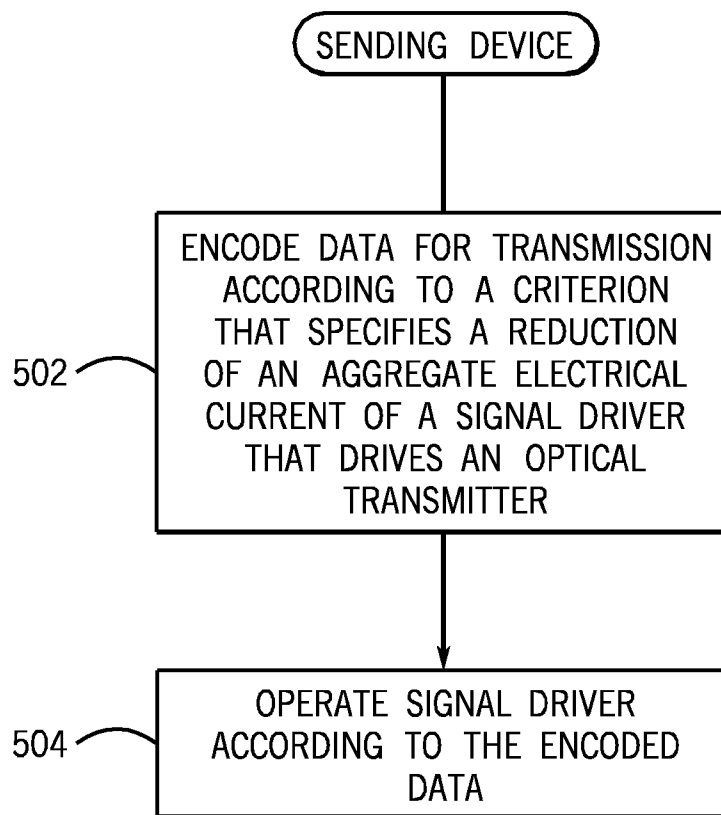 SENDING DEVICE
ENCODE DATA FOR TRANSMISSION
ACCORDING TO A CRITERION
THAT SPECIFIES A REDUCTION
OF AN AGGREGATE ELECTRICAL
CURRENT OF A SIGNAL DRIVER
THAT DRIVES AN OPTICAL
TRANSMITTER
502
OPERATE SIGNAL DRIVER
ACCORDING TO THE ENCODED
DATA
504